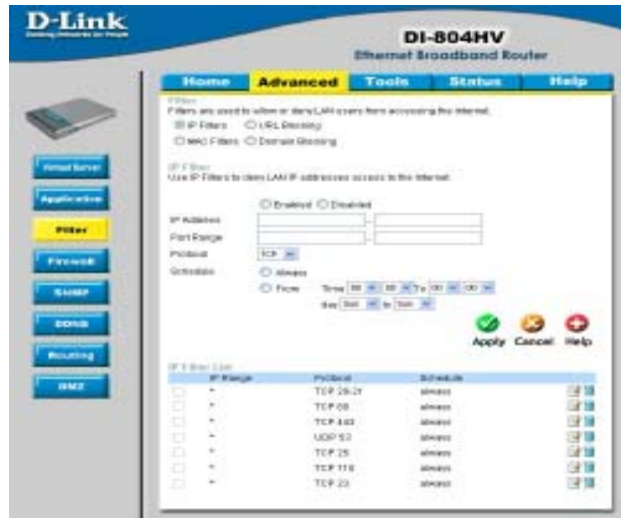 D-Link
Building Networks for People
DI-804HV
Ethernet Broadband Router
Home Advanced Tools Status Help
Virtual Server
Application
Filter
Firewall
SNMP
DDNS
Routing
DMZ
Filter
Filters are used to allow or deny LAN users from accessing the Internet.
IP Filters URL Blocking
MAC Filters Domain Blocking
IP Filter
Use IP Filters to deny LAN IP addresses access to the Internet.
Enabled Disabled
IP Address -
Port Range -
Protocol TCP
Schedule Always
From Time 00 : 00 To 00 : 00
day Sun to Sun
Apply Cancel Help
IP Filter List
IP Range Protocol Schedule
* TCP 20-21 always
* TCP 80 always
* TCP 443 always
* UDP 53 always
* TCP 25 always
* TCP 110 always
* TCP 23 always